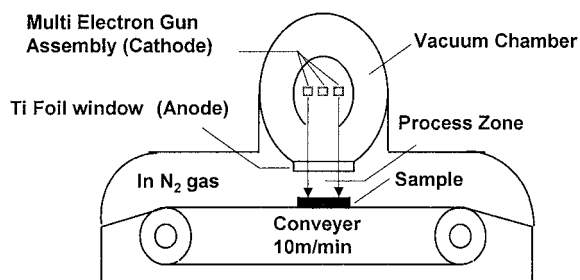 Multi Electron Gun
Assembly (Cathode)
Vacuum Chamber
Ti Foil window (Anode)
Process Zone
In N₂ gas
Sample
Conveyer
10m/min